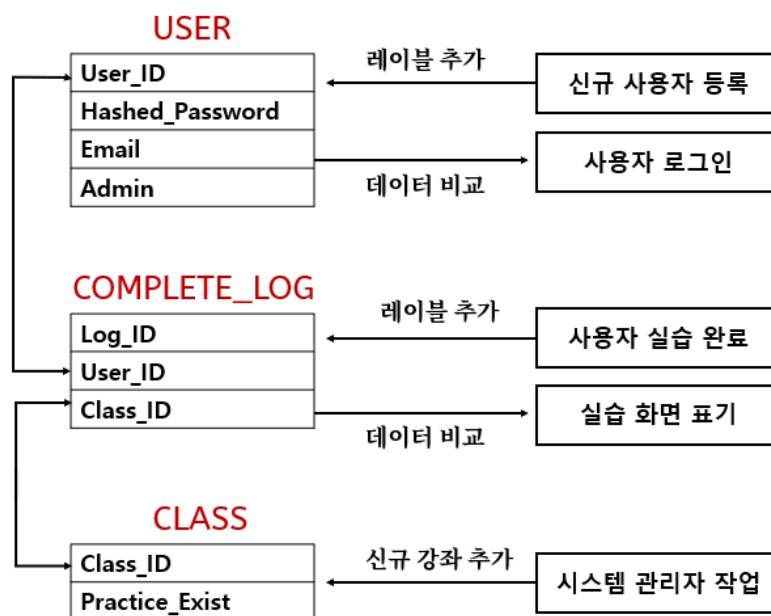 USER
User_ID
Hashed_Password
Email
Admin
레이블 추가
신규 사용자 등록
데이터 비교
사용자 로그인
COMPLETE_LOG
Log_ID
User_ID
Class_ID
레이블 추가
사용자 실습 완료
데이터 비교
실습 화면 표기
CLASS
Class_ID
Practice_Exist
신규 강좌 추가
시스템 관리자 작업